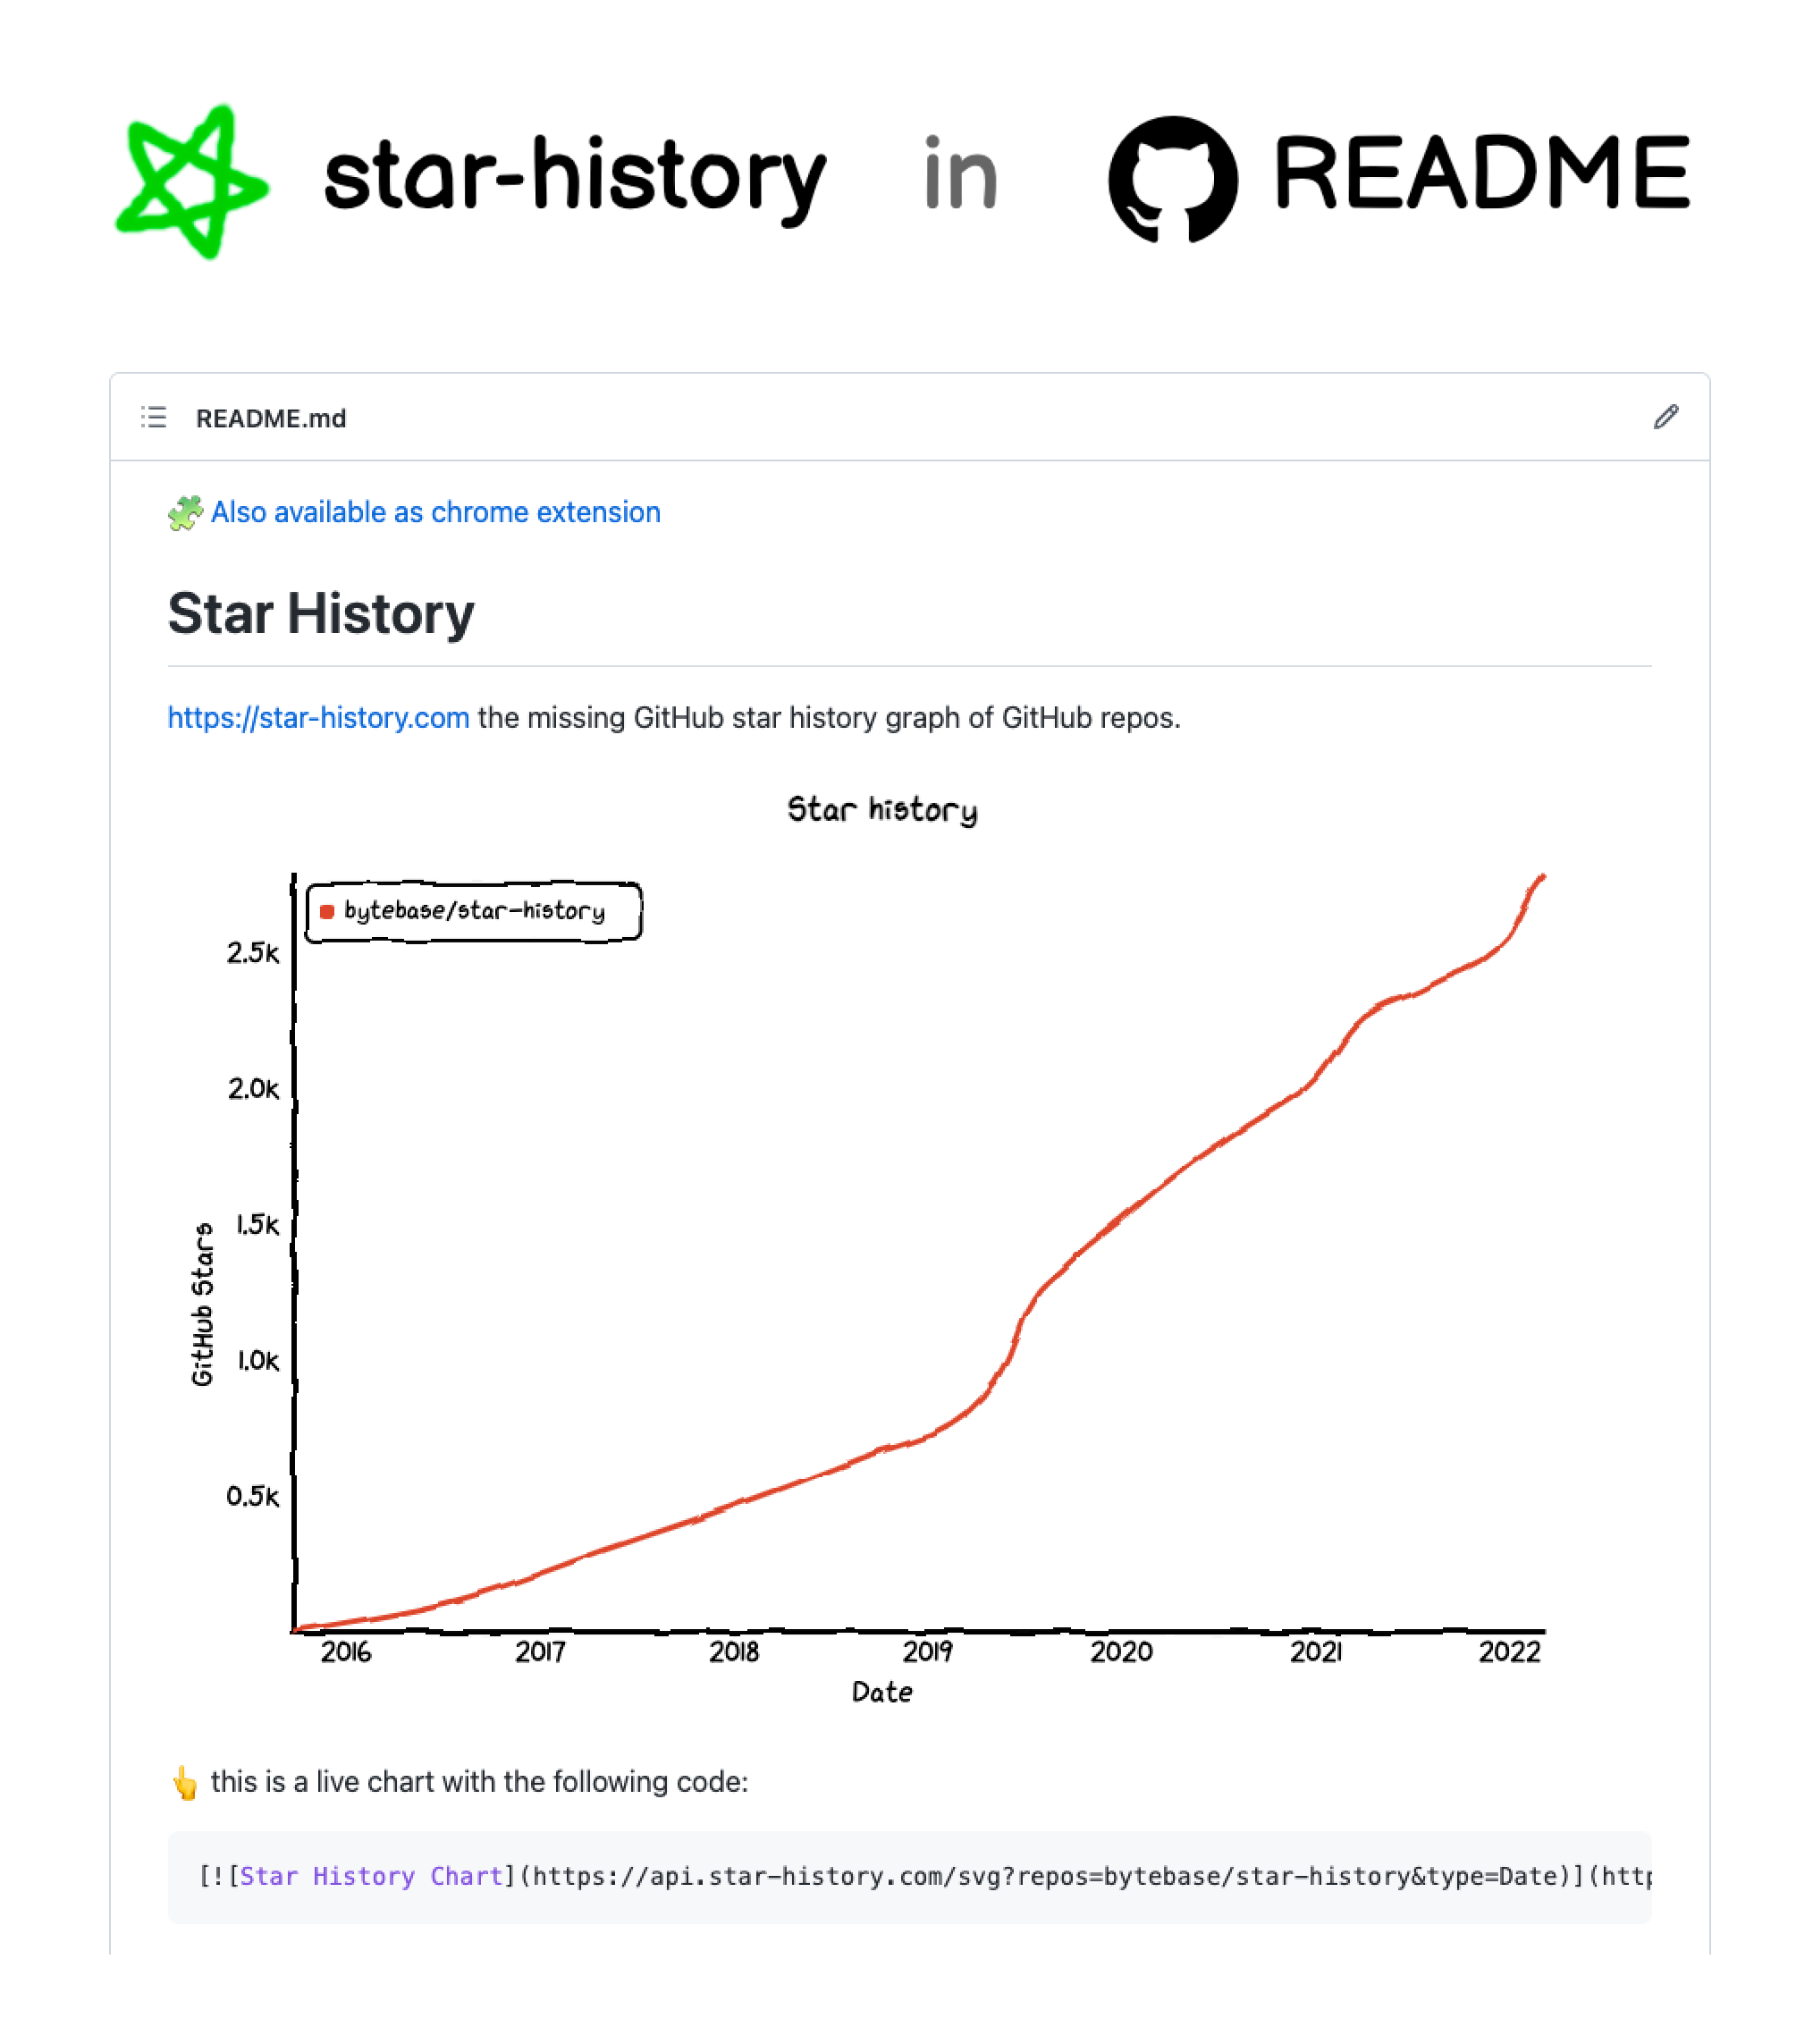 star-history in README
README.md
Also available as chrome extension
Star History
https://star-history.com the missing GitHub star history graph of GitHub repos.
Star history
bytebase/star-history
2.5k
2.0k
1.5k
1.0k
0.5k
GitHub Stars
2016 2017 2018 2019 2020 2021 2022
Date
👆 this is a live chart with the following code:
[![Star History Chart](https://api.star-history.com/svg?repos=bytebase/star-history&type=Date)](http